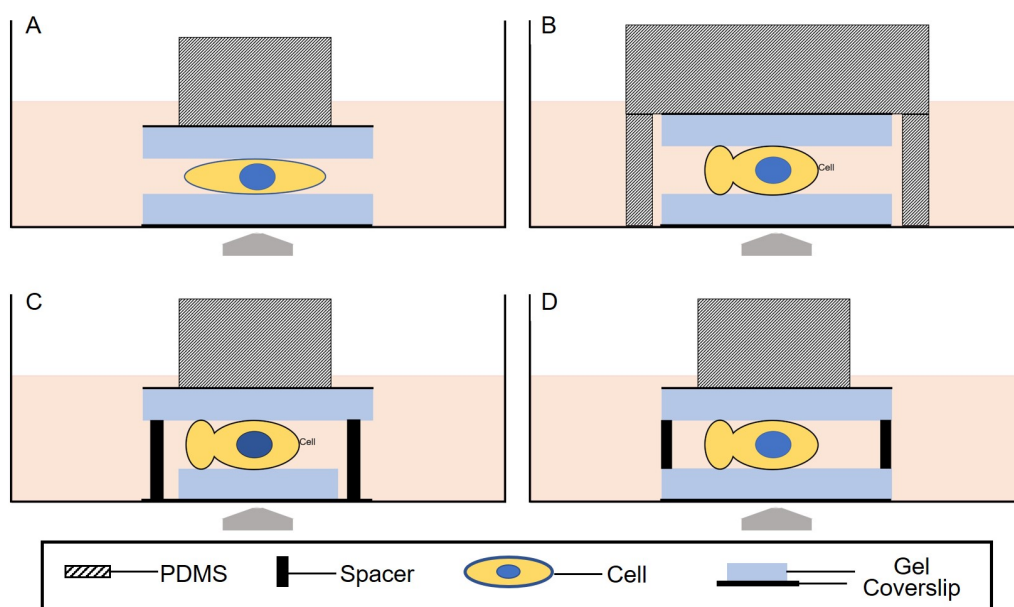 A
B
Cell
C
Cell
D
PDMS
Spacer
Cell
Gel
Coverslip